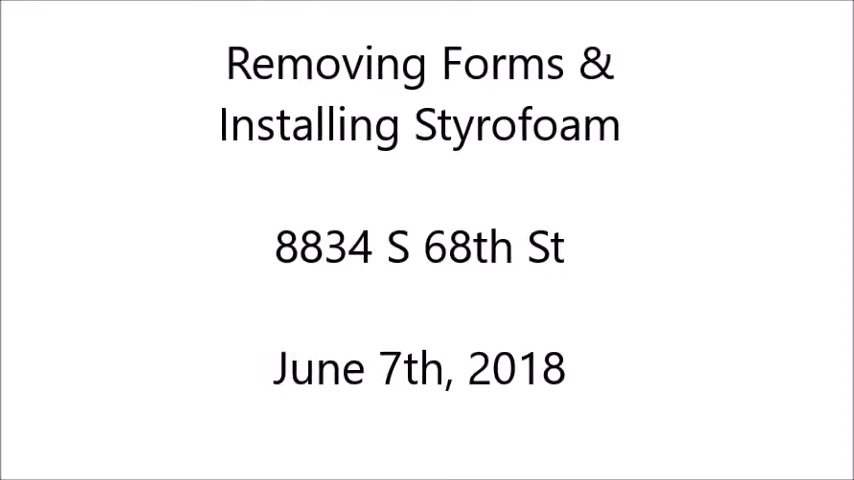 Removing Forms &
Installing Styrofoam
8834 S 68th St
June 7th, 2018